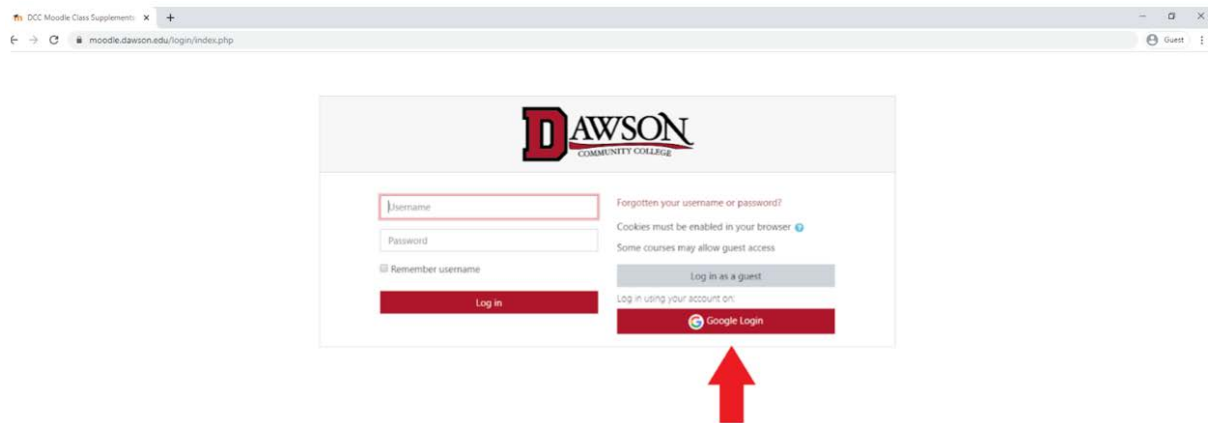 DCC Moodle Class Supplements
moodle.dawson.edu/login/index.php
Guest
DAWSON
COMMUNITY COLLEGE
Username
Password
Remember username
Log in
Forgotten your username or password?
Cookies must be enabled in your browser
Some courses may allow guest access
Log in as a guest
Log in using your account on:
Google Login